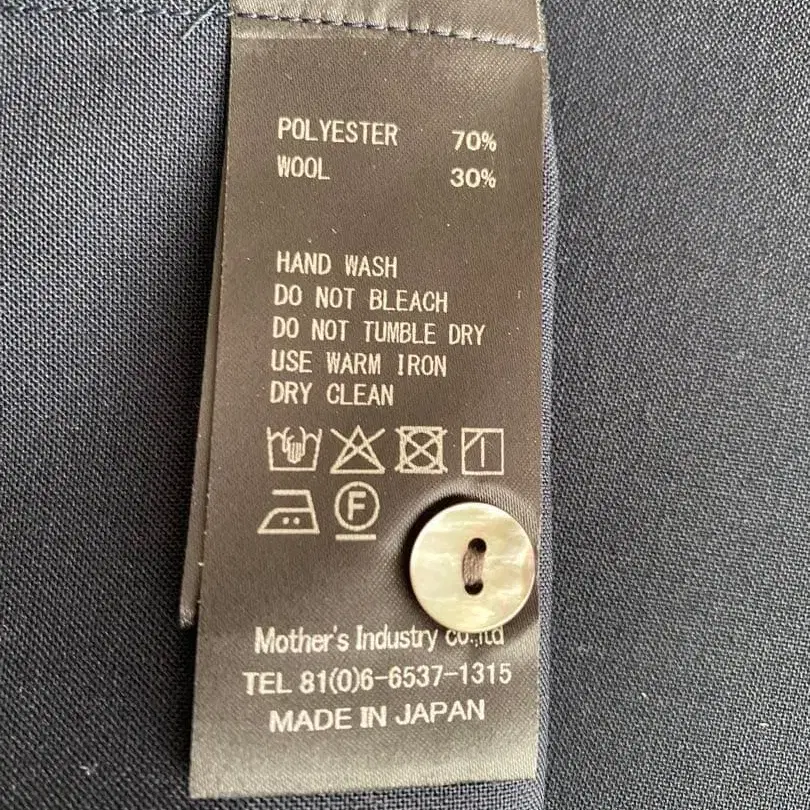 POLYESTER 70%
WOOL 30%
HAND WASH
DO NOT BLEACH
DO NOT TUMBLE DRY
USE WARM IRON
DRY CLEAN
F
Mother's Industry co.,ltd
TEL 81(0)6-6537-1315
MADE IN JAPAN